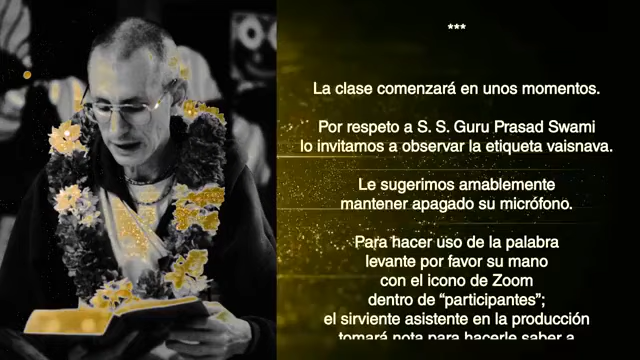 ***
La clase comenzará en unos momentos.
Por respeto a S. S. Guru Prasad Swami
lo invitamos a observar la etiqueta vaisnava.
Le sugerimos amablemente
mantener apagado su micrófono.
Para hacer uso de la palabra
levante por favor su mano
con el icono de Zoom
dentro de “participantes”;
el sirviente asistente en la producción
tomará nota para hacerle saber a